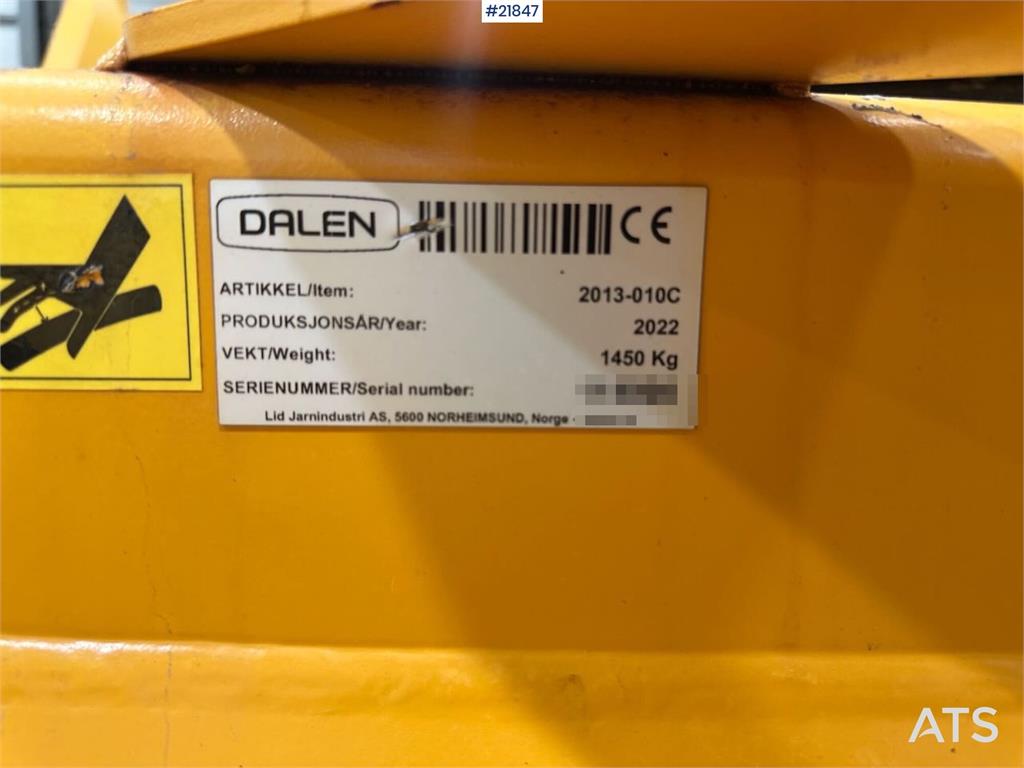 #21847
DALEN CE
ARTIKKEL/Item: 2013-010C
PRODUKSJONSÅR/Year: 2022
VEKT/Weight: 1450 Kg
SERIENUMMER/Serial number:
Lid Jarnindustri AS, 5600 NORHEIMSUND, Norge -
ATS